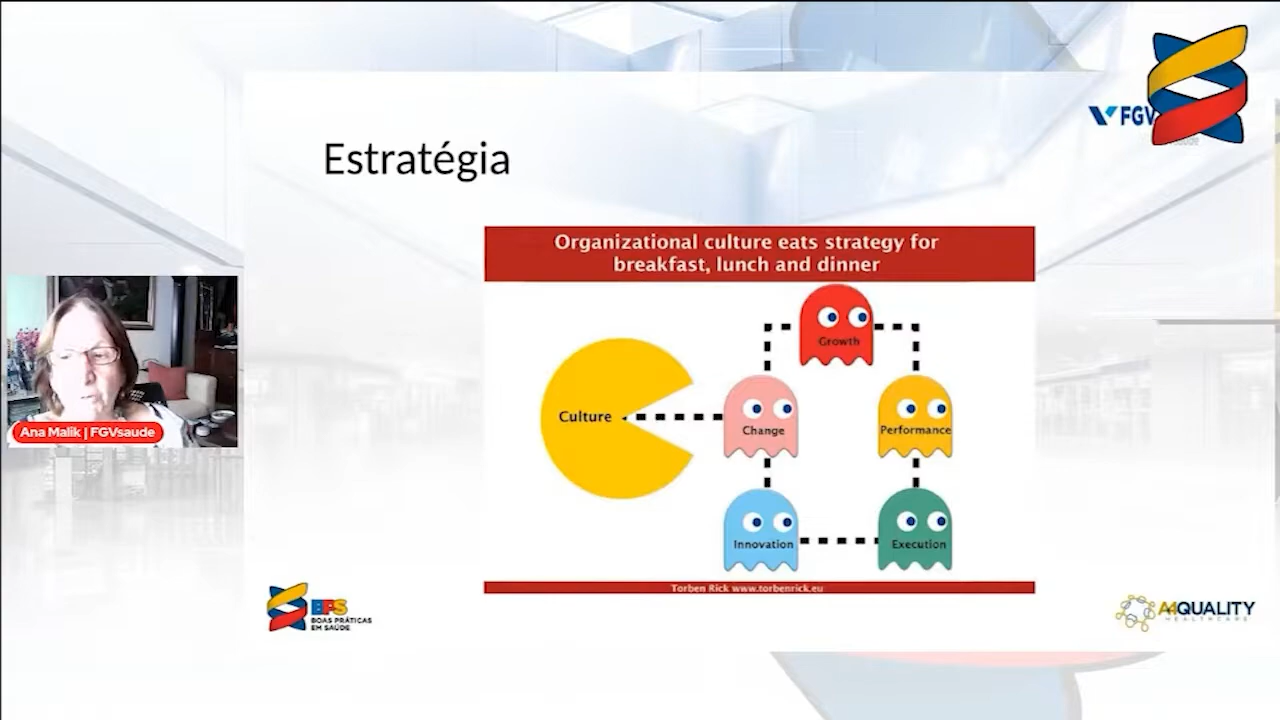 FGV
Estratégia
Organizational culture eats strategy for
breakfast, lunch and dinner
Growth
Culture
Change
Performance
Innovation
Execution
Torben Rick www.torbenrick.eu
Ana Malik | FGVsaude
BPS
BOAS PRÁTICAS
EM SAÚDE
A4QUALITY
HEALTHCARE